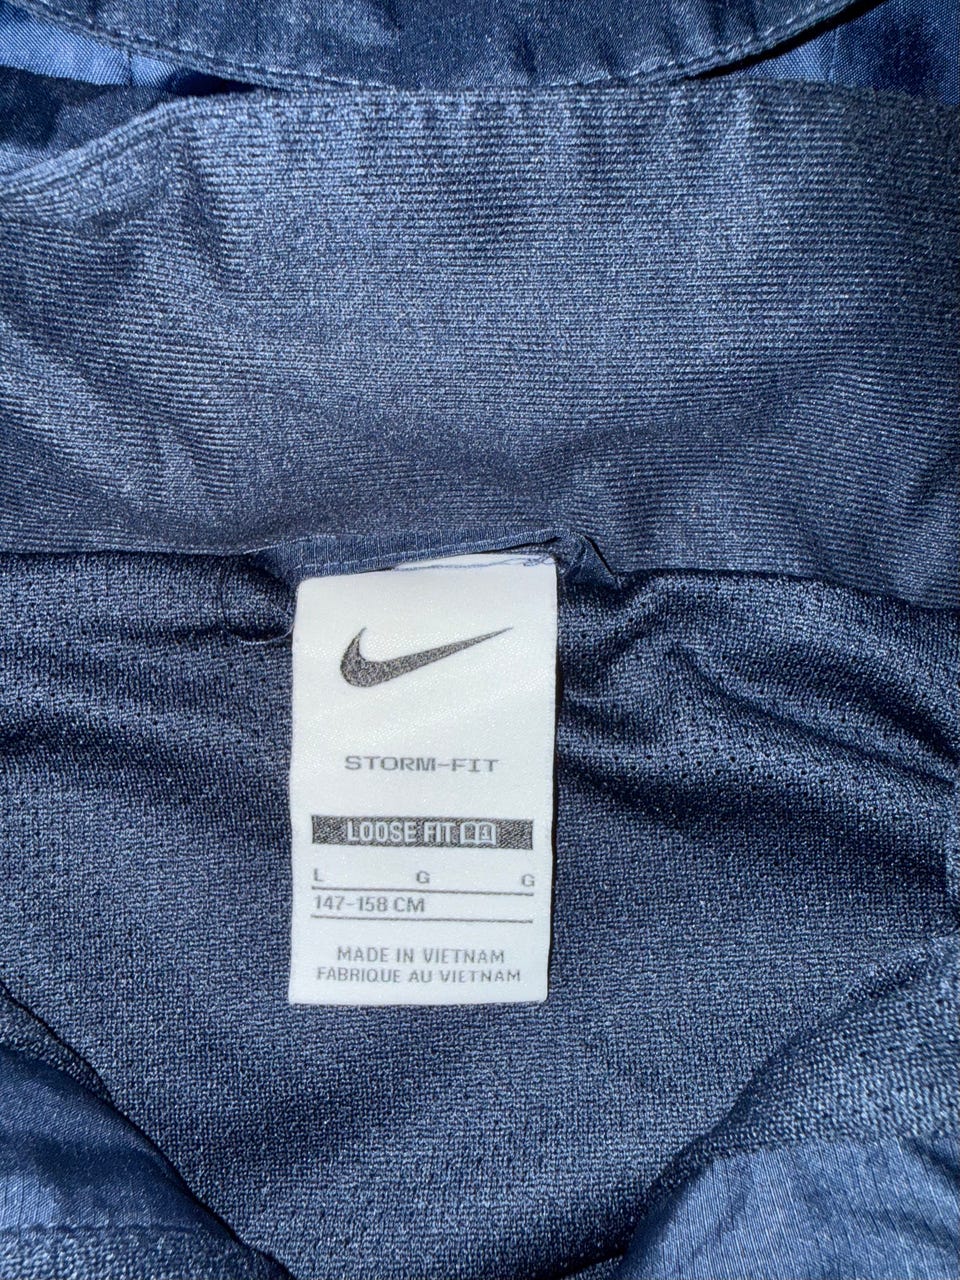 STORM-FIT
LOOSE FIT
L G G
147-158 CM
MADE IN VIETNAM
FABRIQUE AU VIETNAM